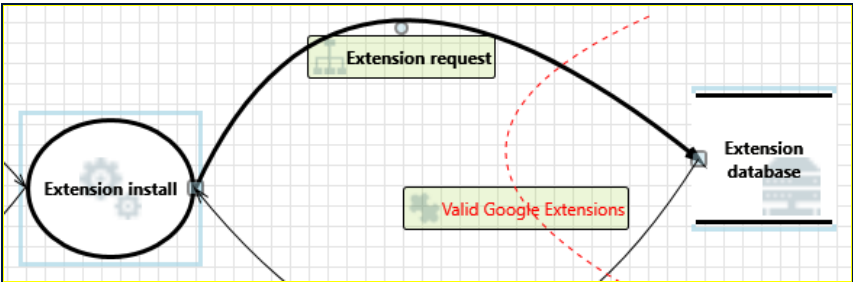 Extension request
Extension install
Extension
database
Valid Google Extensions